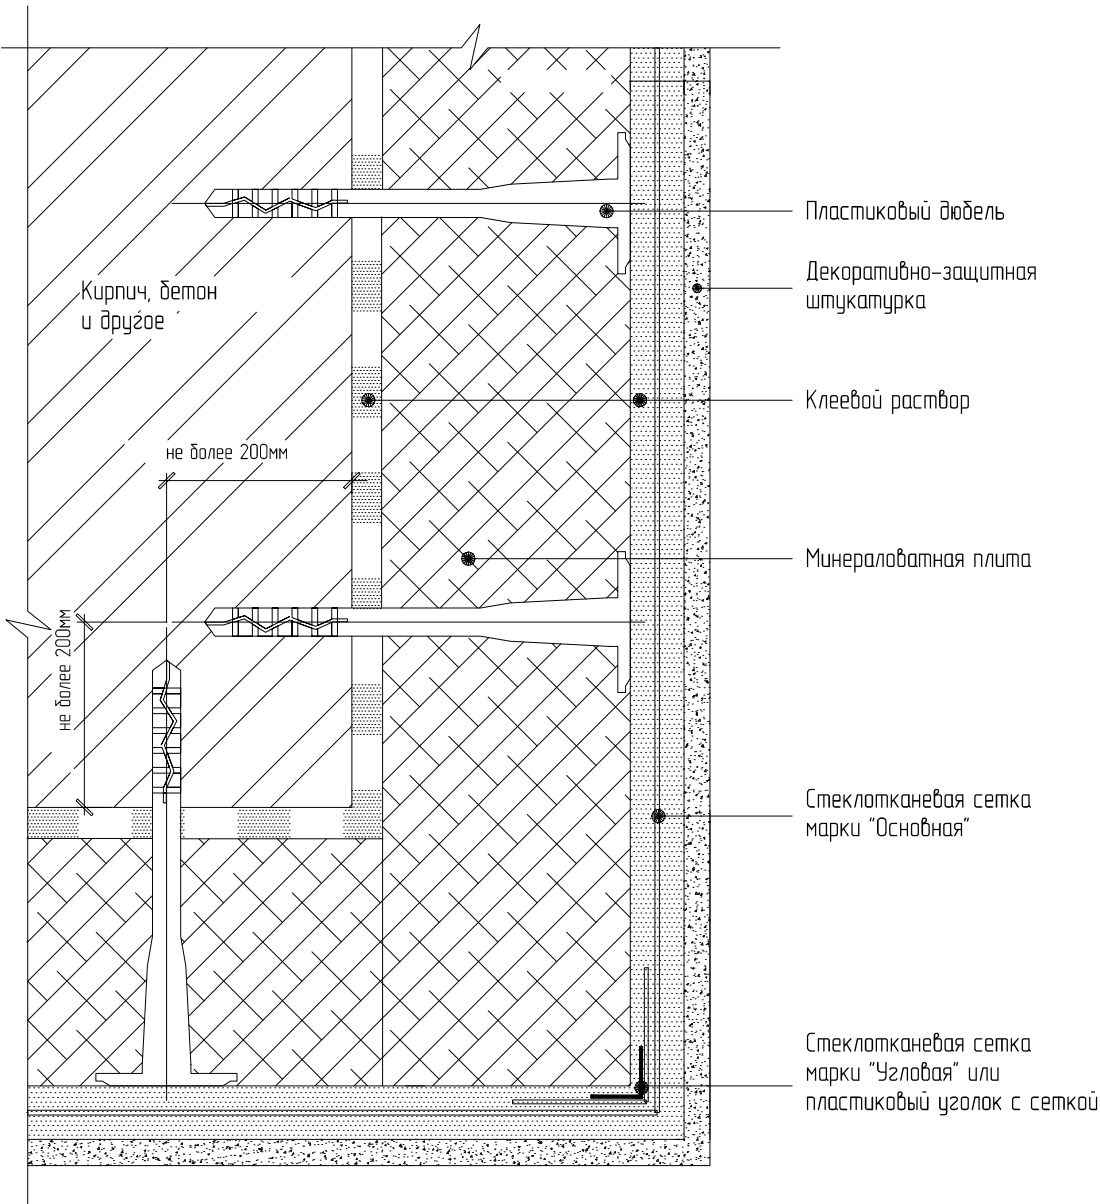 Пластиковый дюбель
Декоративно-защитная
штукатурка
Кирпич, бетон
и другое
Клеевой раствор
не более 200мм
Минераловатная плита
не более 200мм
Стеклотканевая сетка
марки "Основная"
Стеклотканевая сетка
марки "Угловая" или
пластиковый уголок с сеткой